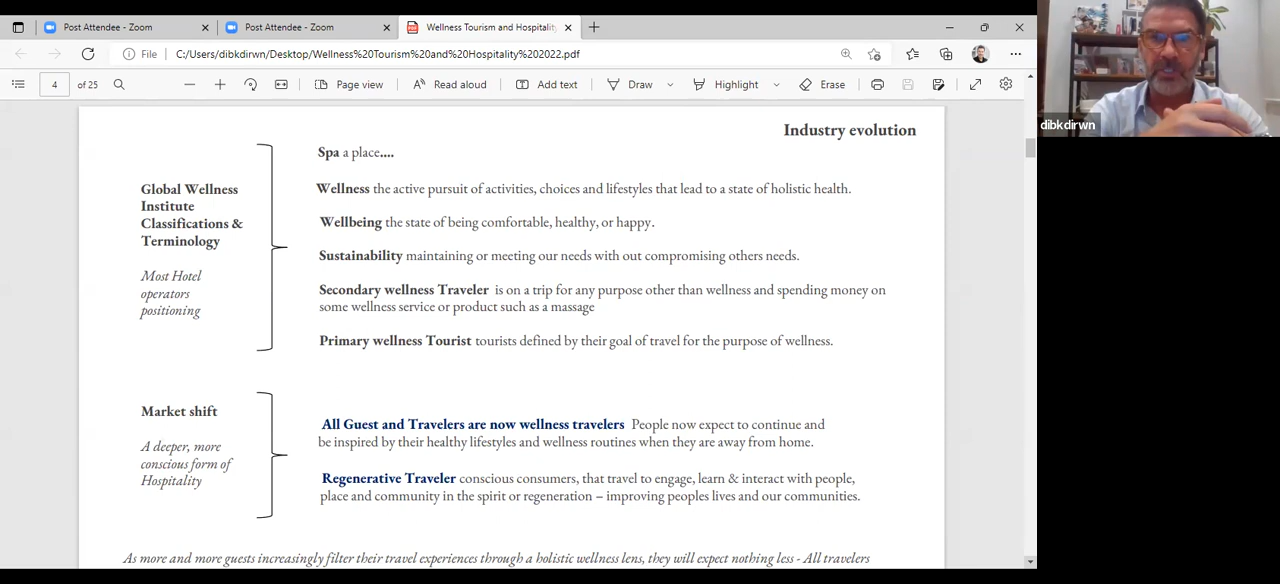 Post Attendee - Zoom
Post Attendee - Zoom
Wellness Tourism and Hospitalit
File
C:/Users/dibkdirwn/Desktop/Wellness%20Tourism%20and%20Hospitality%202022.pdf
4 of 25
Page view
Read aloud
Add text
Draw
Highlight
Erase
dibkdirwn
Industry evolution
Global Wellness
Institute
Classifications &
Terminology
Most Hotel
operators
positioning
Spa a place....
Wellness the active pursuit of activities, choices and lifestyles that lead to a state of holistic health.
Wellbeing the state of being comfortable, healthy, or happy.
Sustainability maintaining or meeting our needs with out compromising others needs.
Secondary wellness Traveler is on a trip for any purpose other than wellness and spending money on
some wellness service or product such as a massage
Primary wellness Tourist tourists defined by their goal of travel for the purpose of wellness.
Market shift
A deeper, more
conscious form of
Hospitality
All Guest and Travelers are now wellness travelers People now expect to continue and
be inspired by their healthy lifestyles and wellness routines when they are away from home.
Regenerative Traveler conscious consumers, that travel to engage, learn & interact with people,
place and community in the spirit or regeneration – improving peoples lives and our communities.
As more and more guests increasingly filter their travel experiences through a holistic wellness lens, they will expect nothing less - All travelers